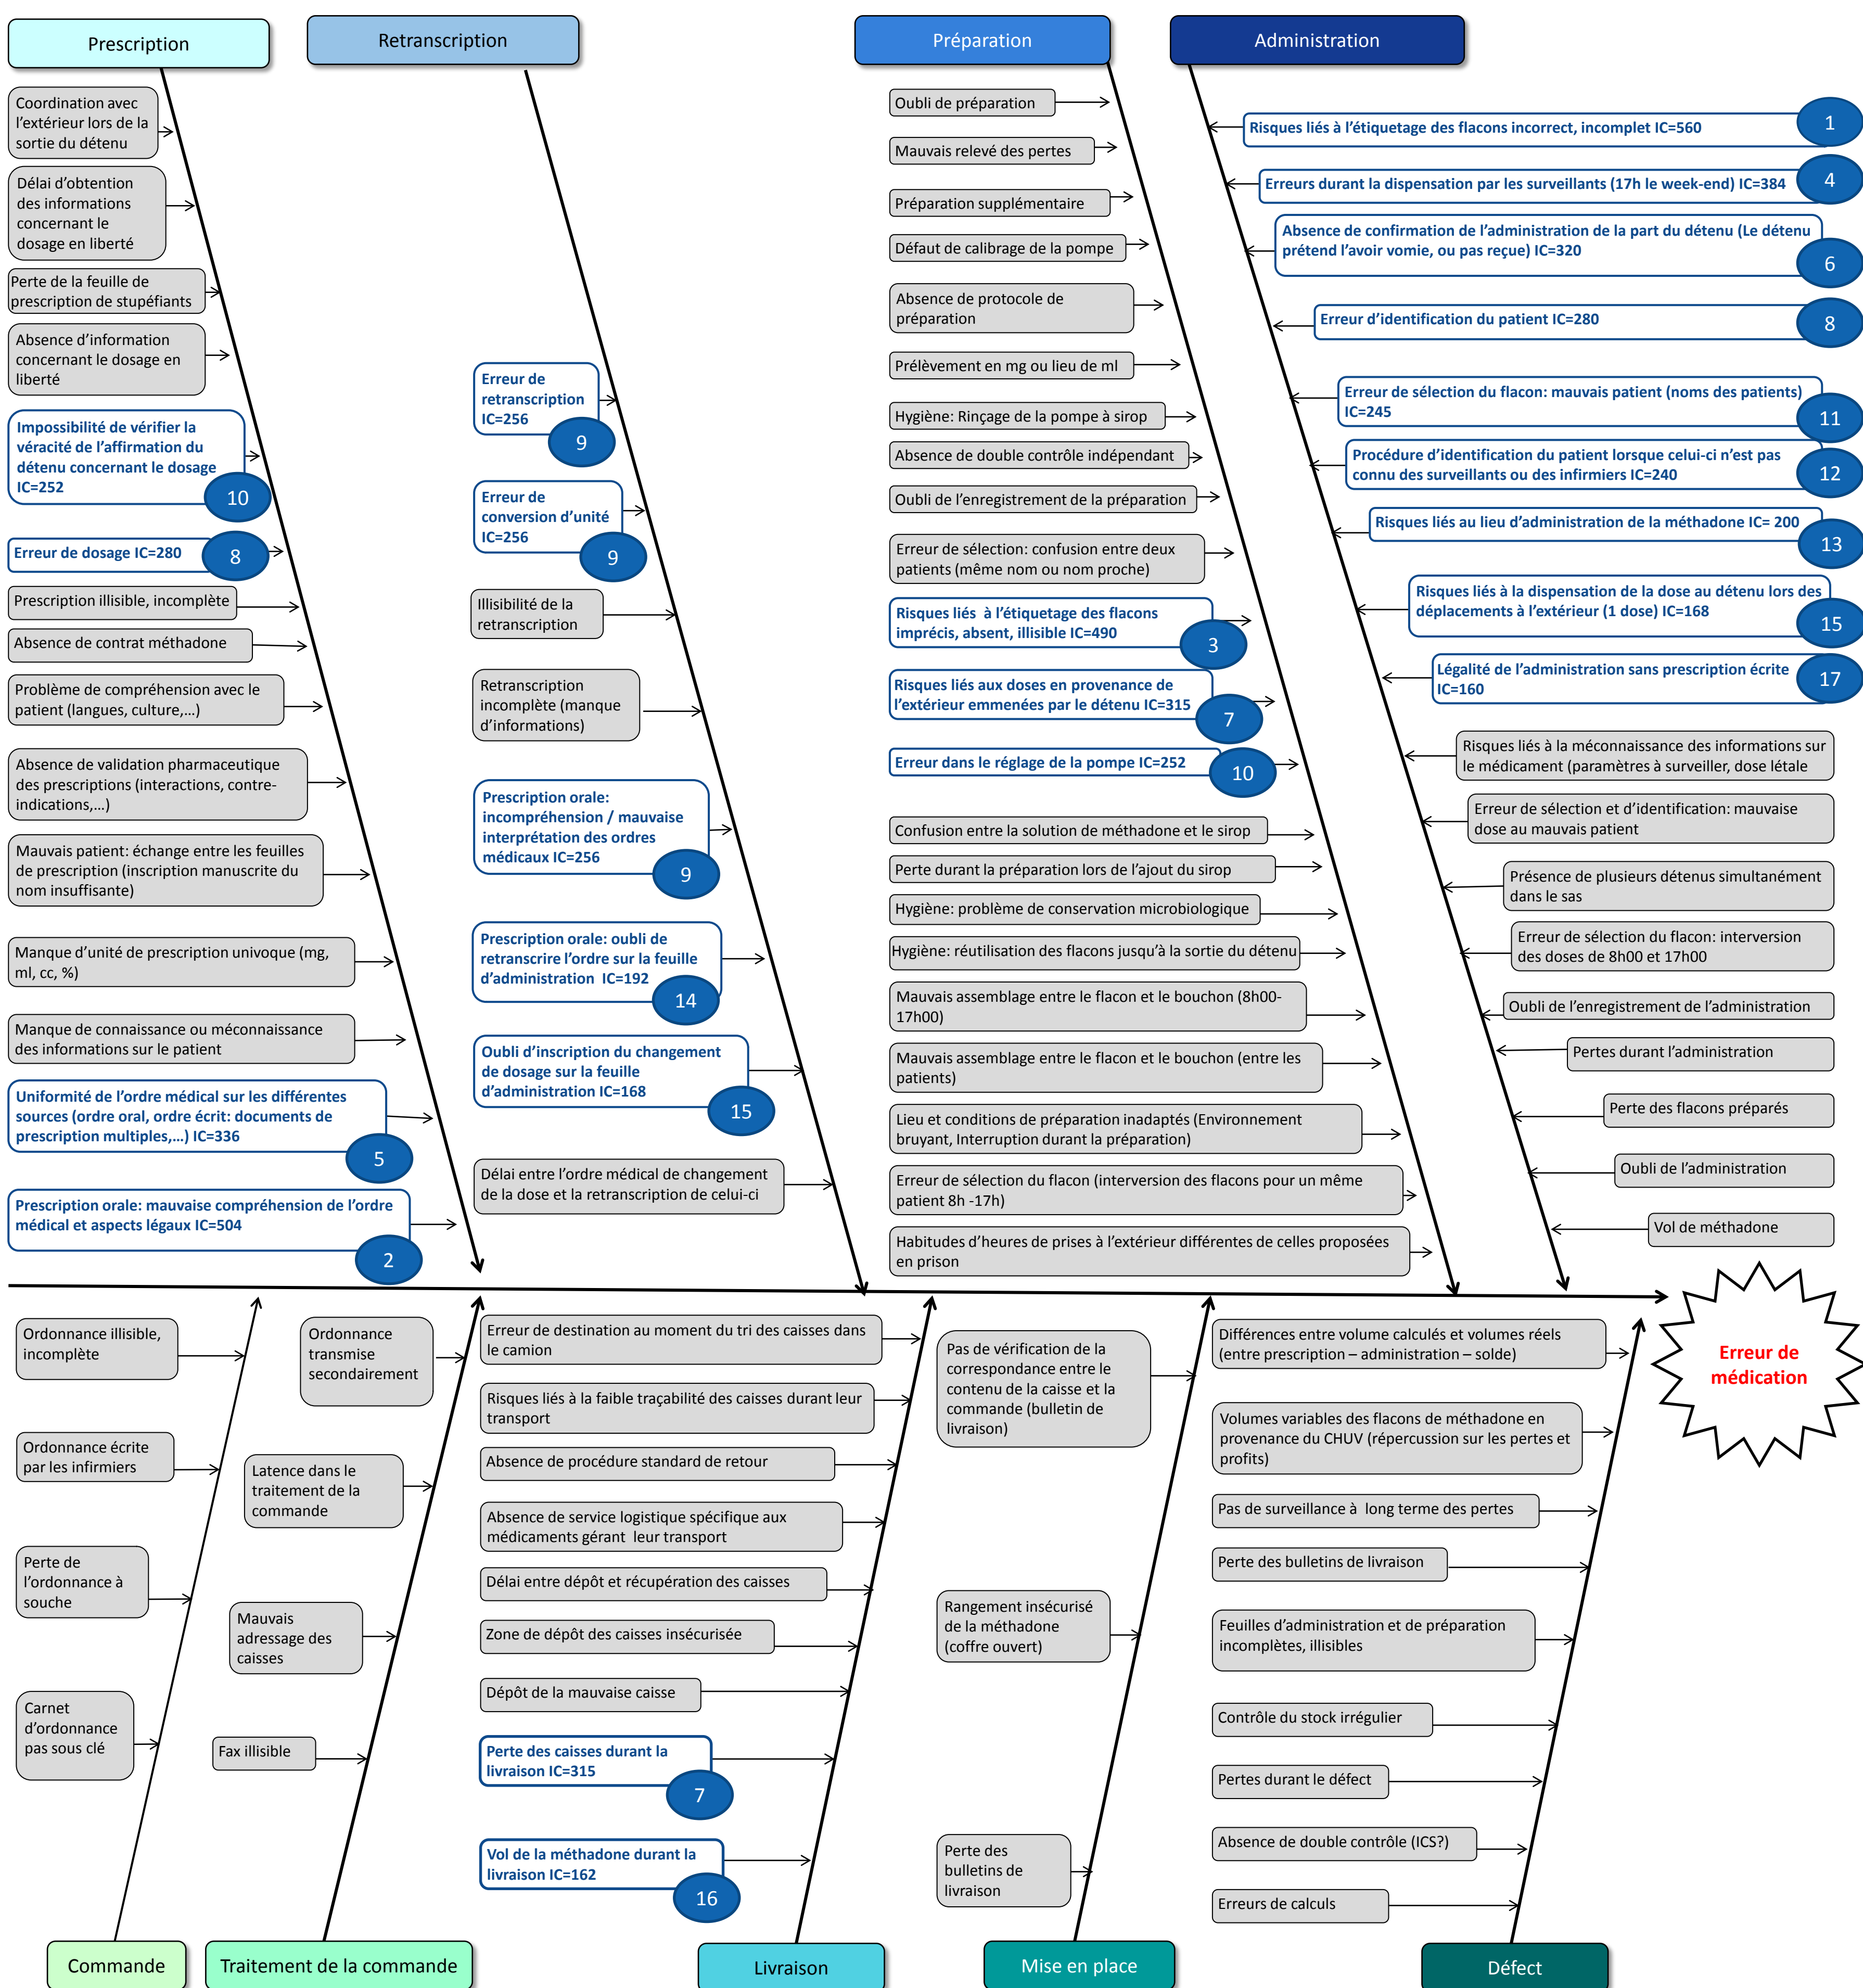 Prescription
Retranscription
Préparation
Administration
Coordination avec
l'extérieur lors de la
sortie du détenu
Délai d'obtention
des informations
concernant le
dosage en liberté
Perte de la feuille de
prescription de stupéfiants
Absence d'information
concernant le dosage en
liberté
Impossibilité de vérifier la
véracité de l'affirmation du
détenu concernant le dosage
IC=252
10
Erreur de dosage IC=280
8
Prescription illisible, incomplète
Absence de contrat méthadone
Problème de compréhension avec le
patient (langues, culture,…)
Absence de validation pharmaceutique
des prescriptions (interactions, contre-
indications,…)
Mauvais patient: échange entre les feuilles
de prescription (inscription manuscrite du
nom insuffisante)
Manque d'unité de prescription univoque (mg,
ml, cc, %)
Manque de connaissance ou méconnaissance
des informations sur le patient
Uniformité de l'ordre médical sur les différentes
sources (ordre oral, ordre écrit: documents de
prescription multiples,…) IC=336
5
Prescription orale: mauvaise compréhension de l'ordre
médical et aspects légaux IC=504
2
Erreur de
retranscription
IC=256
9
Erreur de
conversion d'unité
IC=256
9
Illisibilité de la
retranscription
Retranscription
incomplète (manque
d'informations)
Prescription orale:
incompréhension / mauvaise
interprétation des ordres
médicaux IC=256
9
Prescription orale: oubli de
retranscrire l'ordre sur la feuille
d'administration IC=192
14
Oubli d'inscription du changement
de dosage sur la feuille
d'administration IC=168
15
Délai entre l'ordre médical de changement
de la dose et la retranscription de celui-ci
Oubli de préparation
Mauvais relevé des pertes
Préparation supplémentaire
Défaut de calibrage de la pompe
Absence de protocole de
préparation
Prélèvement en mg ou lieu de ml
Hygiène: Rinçage de la pompe à sirop
Absence de double contrôle indépendant
Oubli de l'enregistrement de la préparation
Erreur de sélection: confusion entre deux
patients (même nom ou nom proche)
Risques liés à l'étiquetage des flacons
imprécis, absent, illisible IC=490
3
Risques liés aux doses en provenance de
l'extérieur emmenées par le détenu IC=315
7
Erreur dans le réglage de la pompe IC=252
10
Confusion entre la solution de méthadone et le sirop
Perte durant la préparation lors de l'ajout du sirop
Hygiène: problème de conservation microbiologique
Hygiène: réutilisation des flacons jusqu'à la sortie du détenu
Mauvais assemblage entre le flacon et le bouchon (8h00-
17h00)
Mauvais assemblage entre le flacon et le bouchon (entre les
patients)
Lieu et conditions de préparation inadaptés (Environnement
bruyant, Interruption durant la préparation)
Erreur de sélection du flacon (interversion des flacons pour un même
patient 8h -17h)
Habitudes d'heures de prises à l'extérieur différentes de celles proposées
en prison
Risques liés à l'étiquetage des flacons incorrect, incomplet IC=560
1
Erreurs durant la dispensation par les surveillants (17h le week-end) IC=384
4
Absence de confirmation de l'administration de la part du détenu (Le détenu
prétend l'avoir vomie, ou pas reçue) IC=320
6
Erreur d'identification du patient IC=280
8
Erreur de sélection du flacon: mauvais patient (noms des patients)
IC=245
11
Procédure d'identification du patient lorsque celui-ci n'est pas
connu des surveillants ou des infirmiers IC=240
12
Risques liés au lieu d'administration de la méthadone IC= 200
13
Risques liés à la dispensation de la dose au détenu lors des
déplacements à l'extérieur (1 dose) IC=168
15
Légalité de l'administration sans prescription écrite
IC=160
17
Risques liés à la méconnaissance des informations sur
le médicament (paramètres à surveiller, dose létale
Erreur de sélection et d'identification: mauvaise
dose au mauvais patient
Présence de plusieurs détenus simultanément
dans le sas
Erreur de sélection du flacon: interversion
des doses de 8h00 et 17h00
Oubli de l'enregistrement de l'administration
Pertes durant l'administration
Perte des flacons préparés
Oubli de l'administration
Vol de méthadone
Erreur de
médication
Ordonnance illisible,
incomplète
Ordonnance écrite
par les infirmiers
Perte de
l'ordonnance à
souche
Carnet
d'ordonnance
pas sous clé
Ordonnance
transmise
secondairement
Latence dans le
traitement de la
commande
Mauvais
adressage des
caisses
Fax illisible
Erreur de destination au moment du tri des caisses dans
le camion
Risques liés à la faible traçabilité des caisses durant leur
transport
Absence de procédure standard de retour
Absence de service logistique spécifique aux
médicaments gérant leur transport
Délai entre dépôt et récupération des caisses
Zone de dépôt des caisses insécurisée
Dépôt de la mauvaise caisse
Perte des caisses durant la
livraison IC=315
7
Vol de la méthadone durant la
livraison IC=162
16
Pas de vérification de la
correspondance entre le
contenu de la caisse et la
commande (bulletin de
livraison)
Rangement insécurisé
de la méthadone
(coffre ouvert)
Perte des
bulletins de
livraison
Différences entre volume calculés et volumes réels
(entre prescription – administration – solde)
Volumes variables des flacons de méthadone en
provenance du CHUV (répercussion sur les pertes et
profits)
Pas de surveillance à long terme des pertes
Perte des bulletins de livraison
Feuilles d'administration et de préparation
incomplètes, illisibles
Contrôle du stock irrégulier
Pertes durant le défect
Absence de double contrôle (ICS?)
Erreurs de calculs
Commande
Traitement de la commande
Livraison
Mise en place
Défect